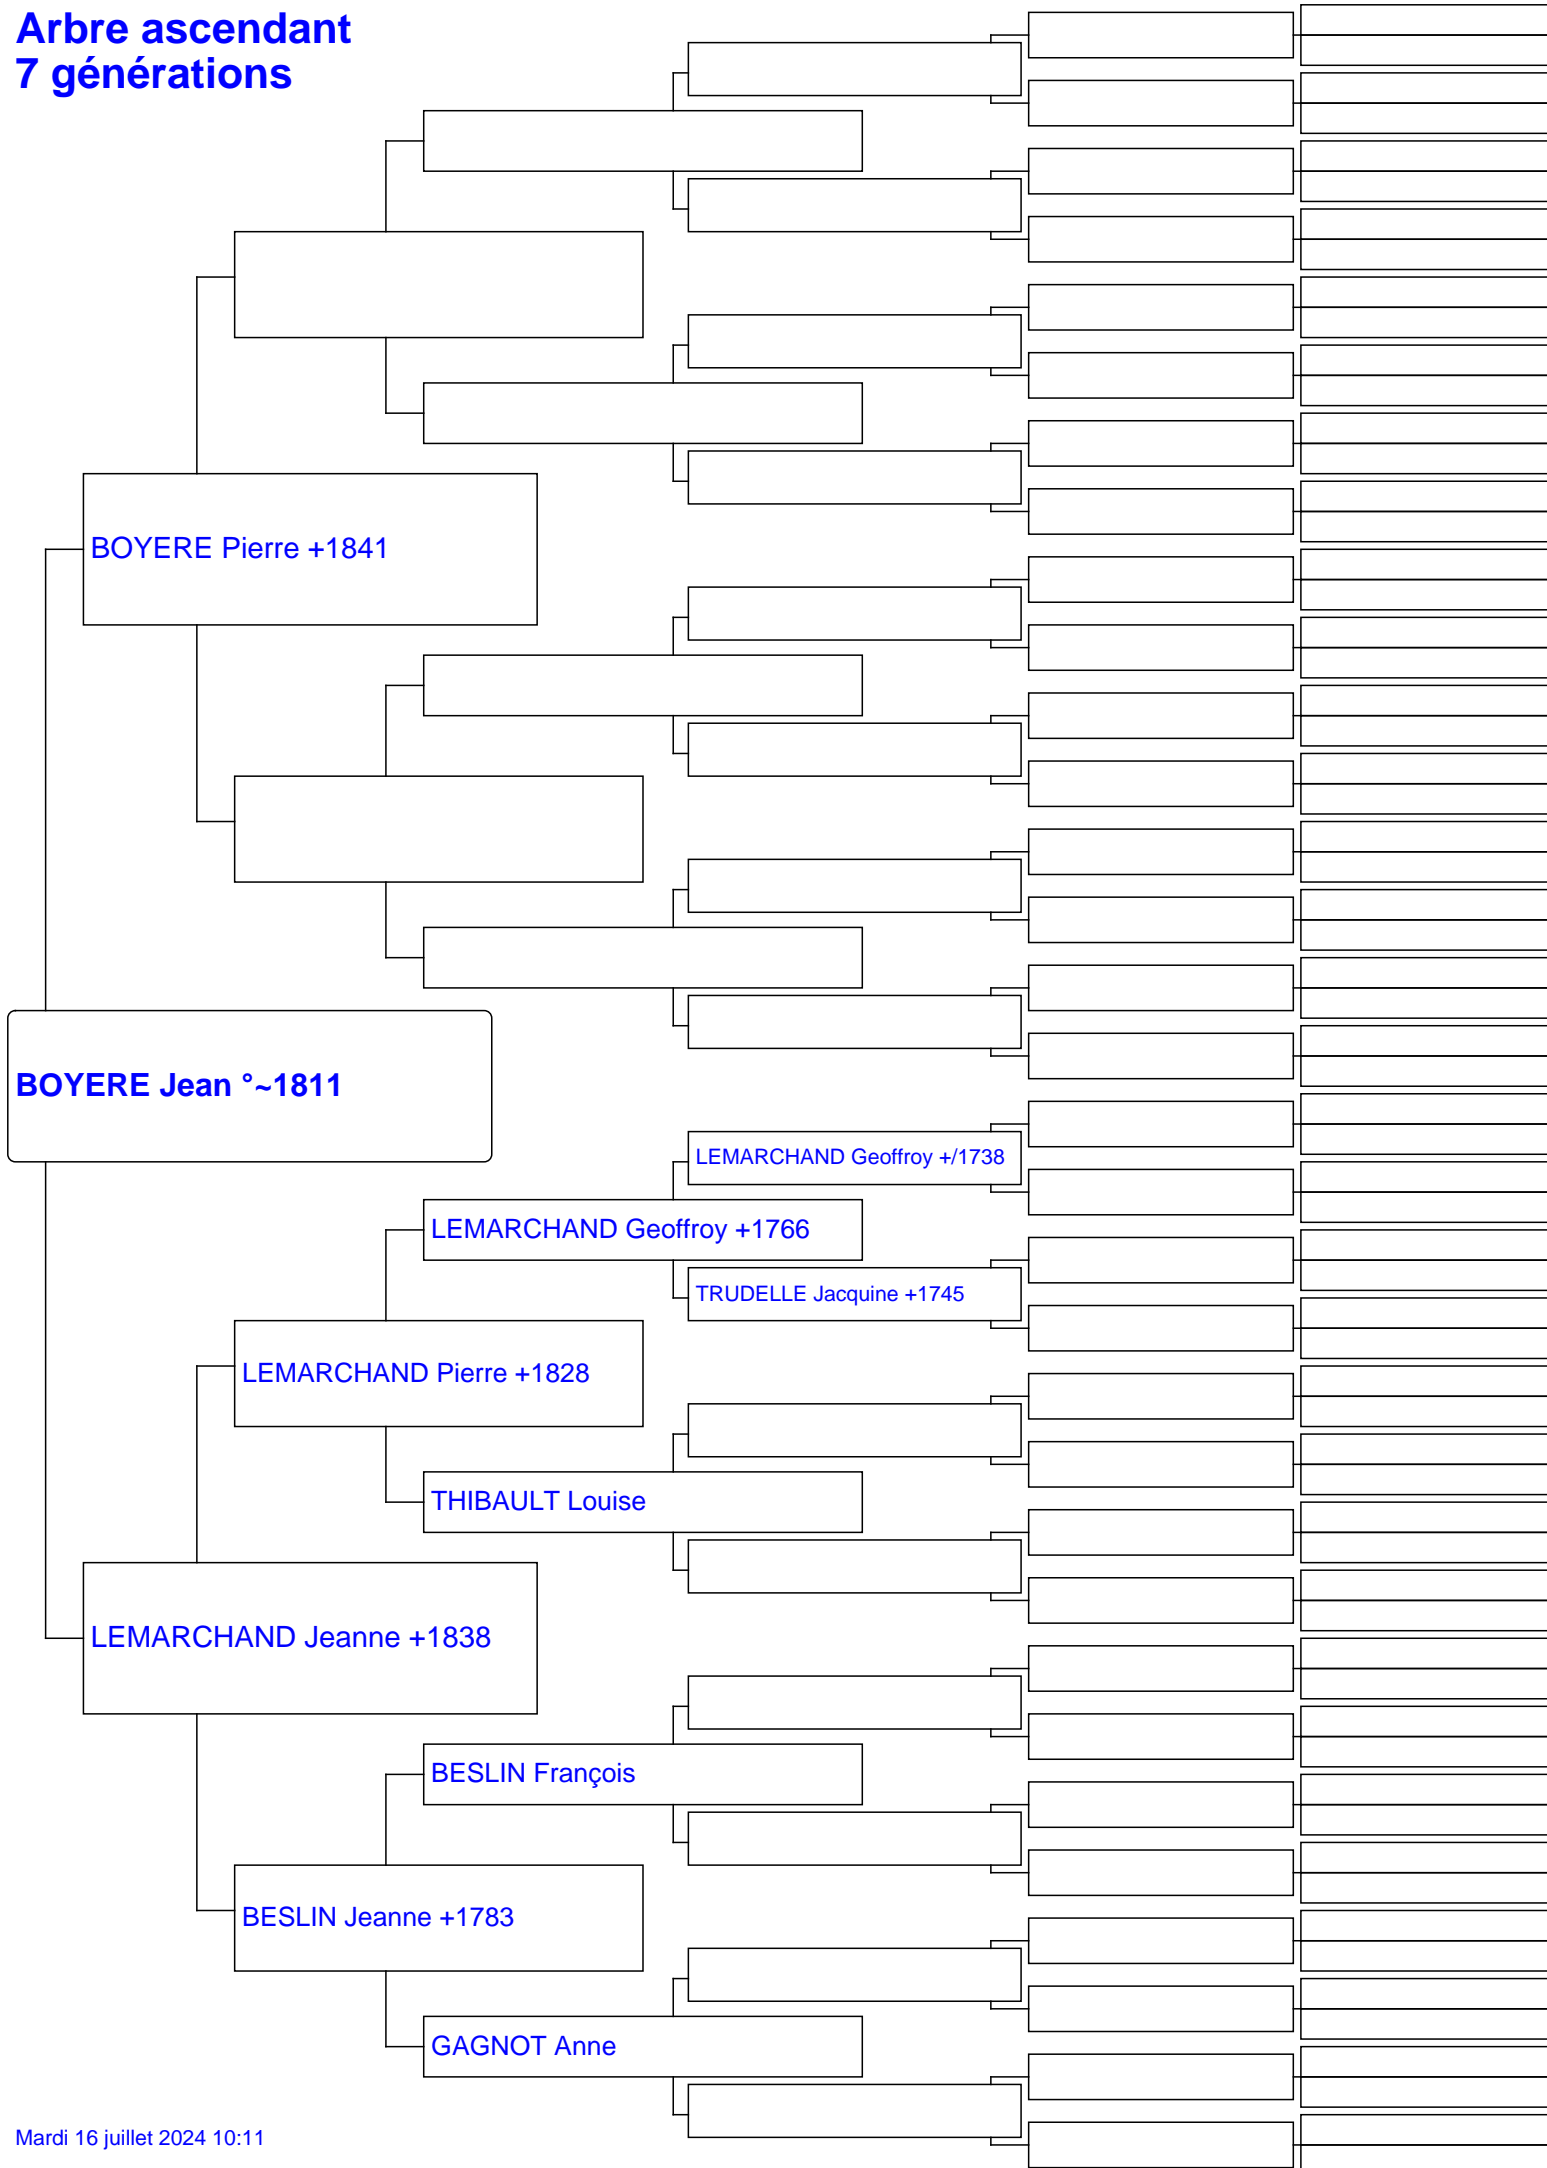 Arbre ascendant
7 générations
BOYERE Pierre +1841
BOYERE Jean °~1811
LEMARCHAND Geoffroy +/1738
LEMARCHAND Geoffroy +1766
TRUDELLE Jacquine +1745
LEMARCHAND Pierre +1828
THIBAULT Louise
LEMARCHAND Jeanne +1838
BESLIN François
BESLIN Jeanne +1783
GAGNOT Anne
Mardi 16 juillet 2024 10:11